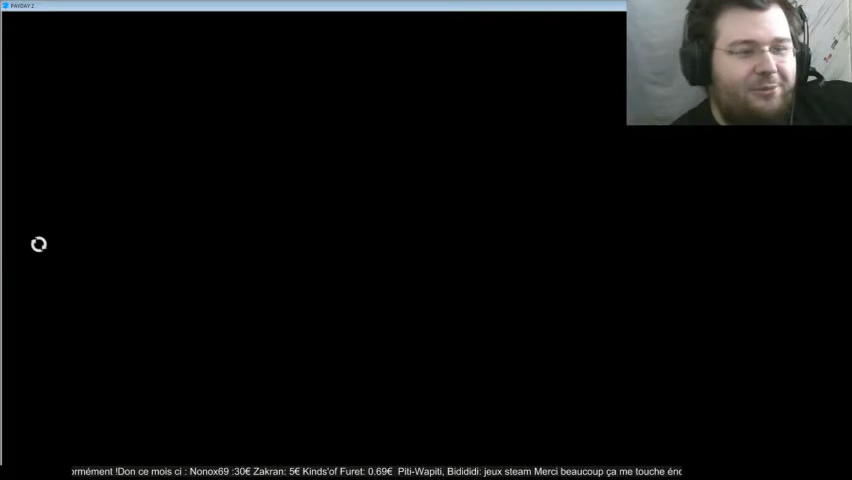 PAYDAY 2
ormément !Don ce mois ci : Nonox69 :30€ Zakran: 5€ Kinds'of Furet: 0.69€ Piti-Wapiti, Bidididi: jeux steam Merci beaucoup ça me touche énc